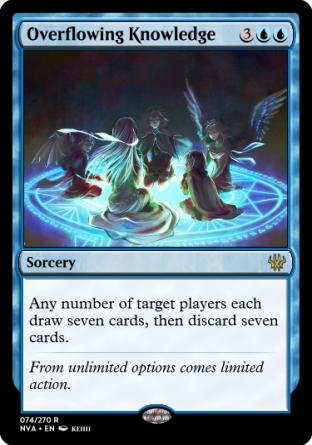 Overflowing Knowledge 3
Sorcery
Any number of target players each
draw seven cards, then discard seven
cards.
From unlimited options comes limited
action.
074/270 R
NVA • EN KEIIII